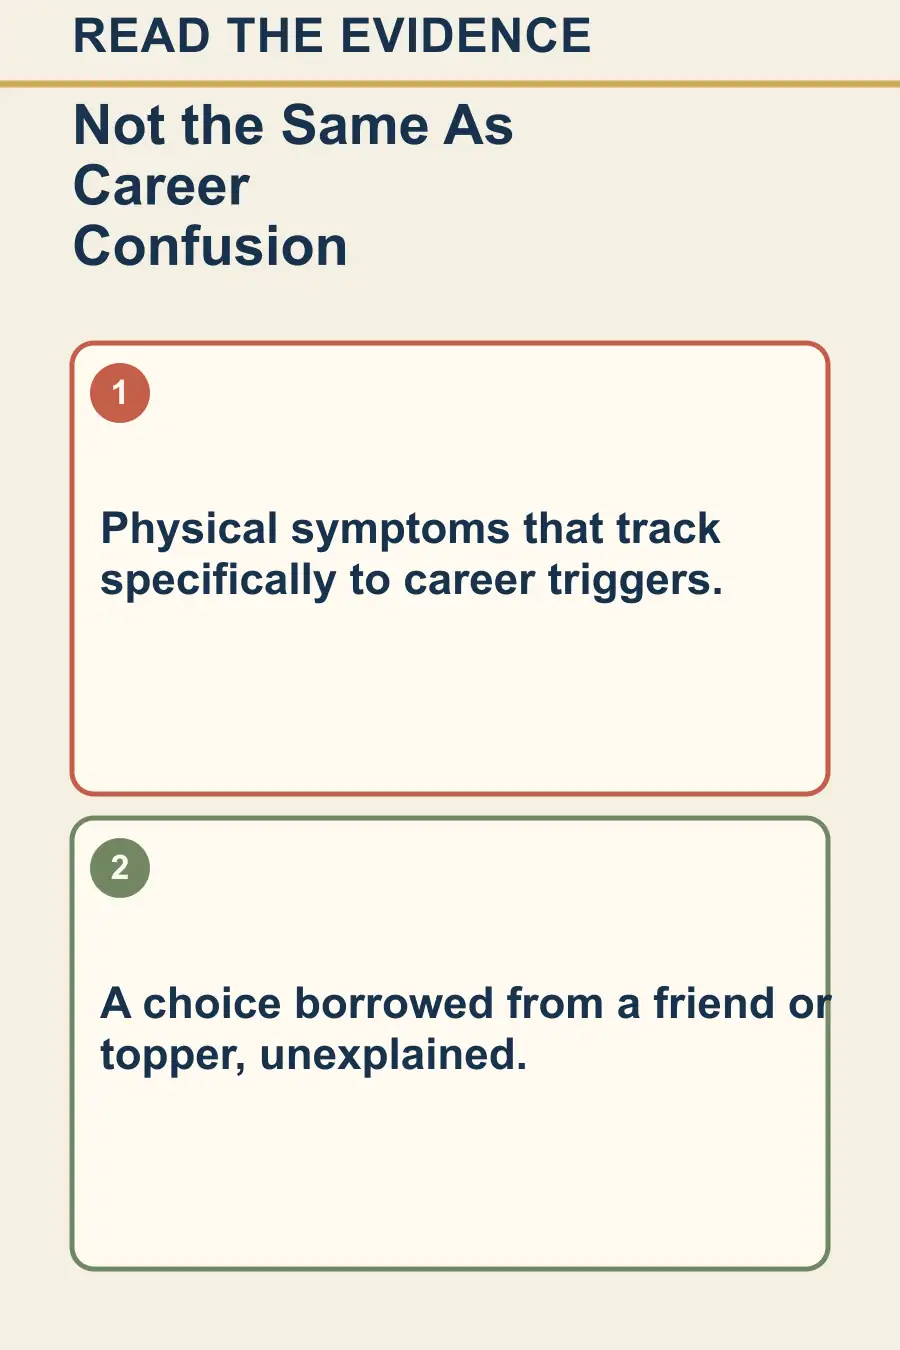 READ THE EVIDENCE
Not the Same As
Career
Confusion
1
Physical symptoms that track
specifically to career triggers.
2
A choice borrowed from a friend or
topper, unexplained.